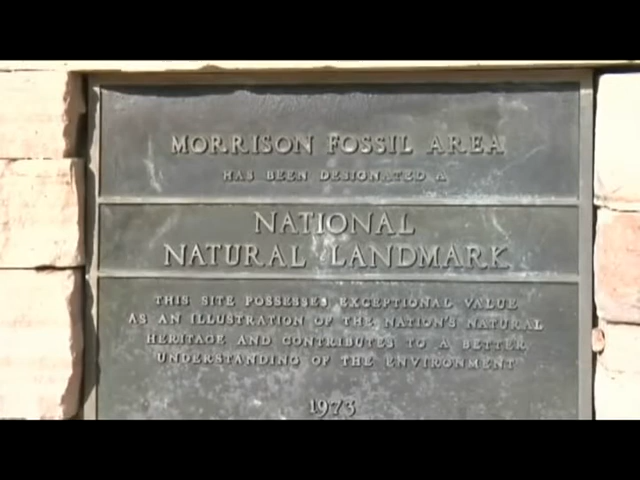 MORRISON FOSSIL AREA
HAS BEEN DESIGNATED A
NATIONAL
NATURAL LANDMARK
THIS SITE POSSESSES EXCEPTIONAL VALUE
AS AN ILLUSTRATION OF THE NATION'S NATURAL
HERITAGE AND CONTRIBUTES TO A BETTER
UNDERSTANDING OF THE ENVIRONMENT
1973